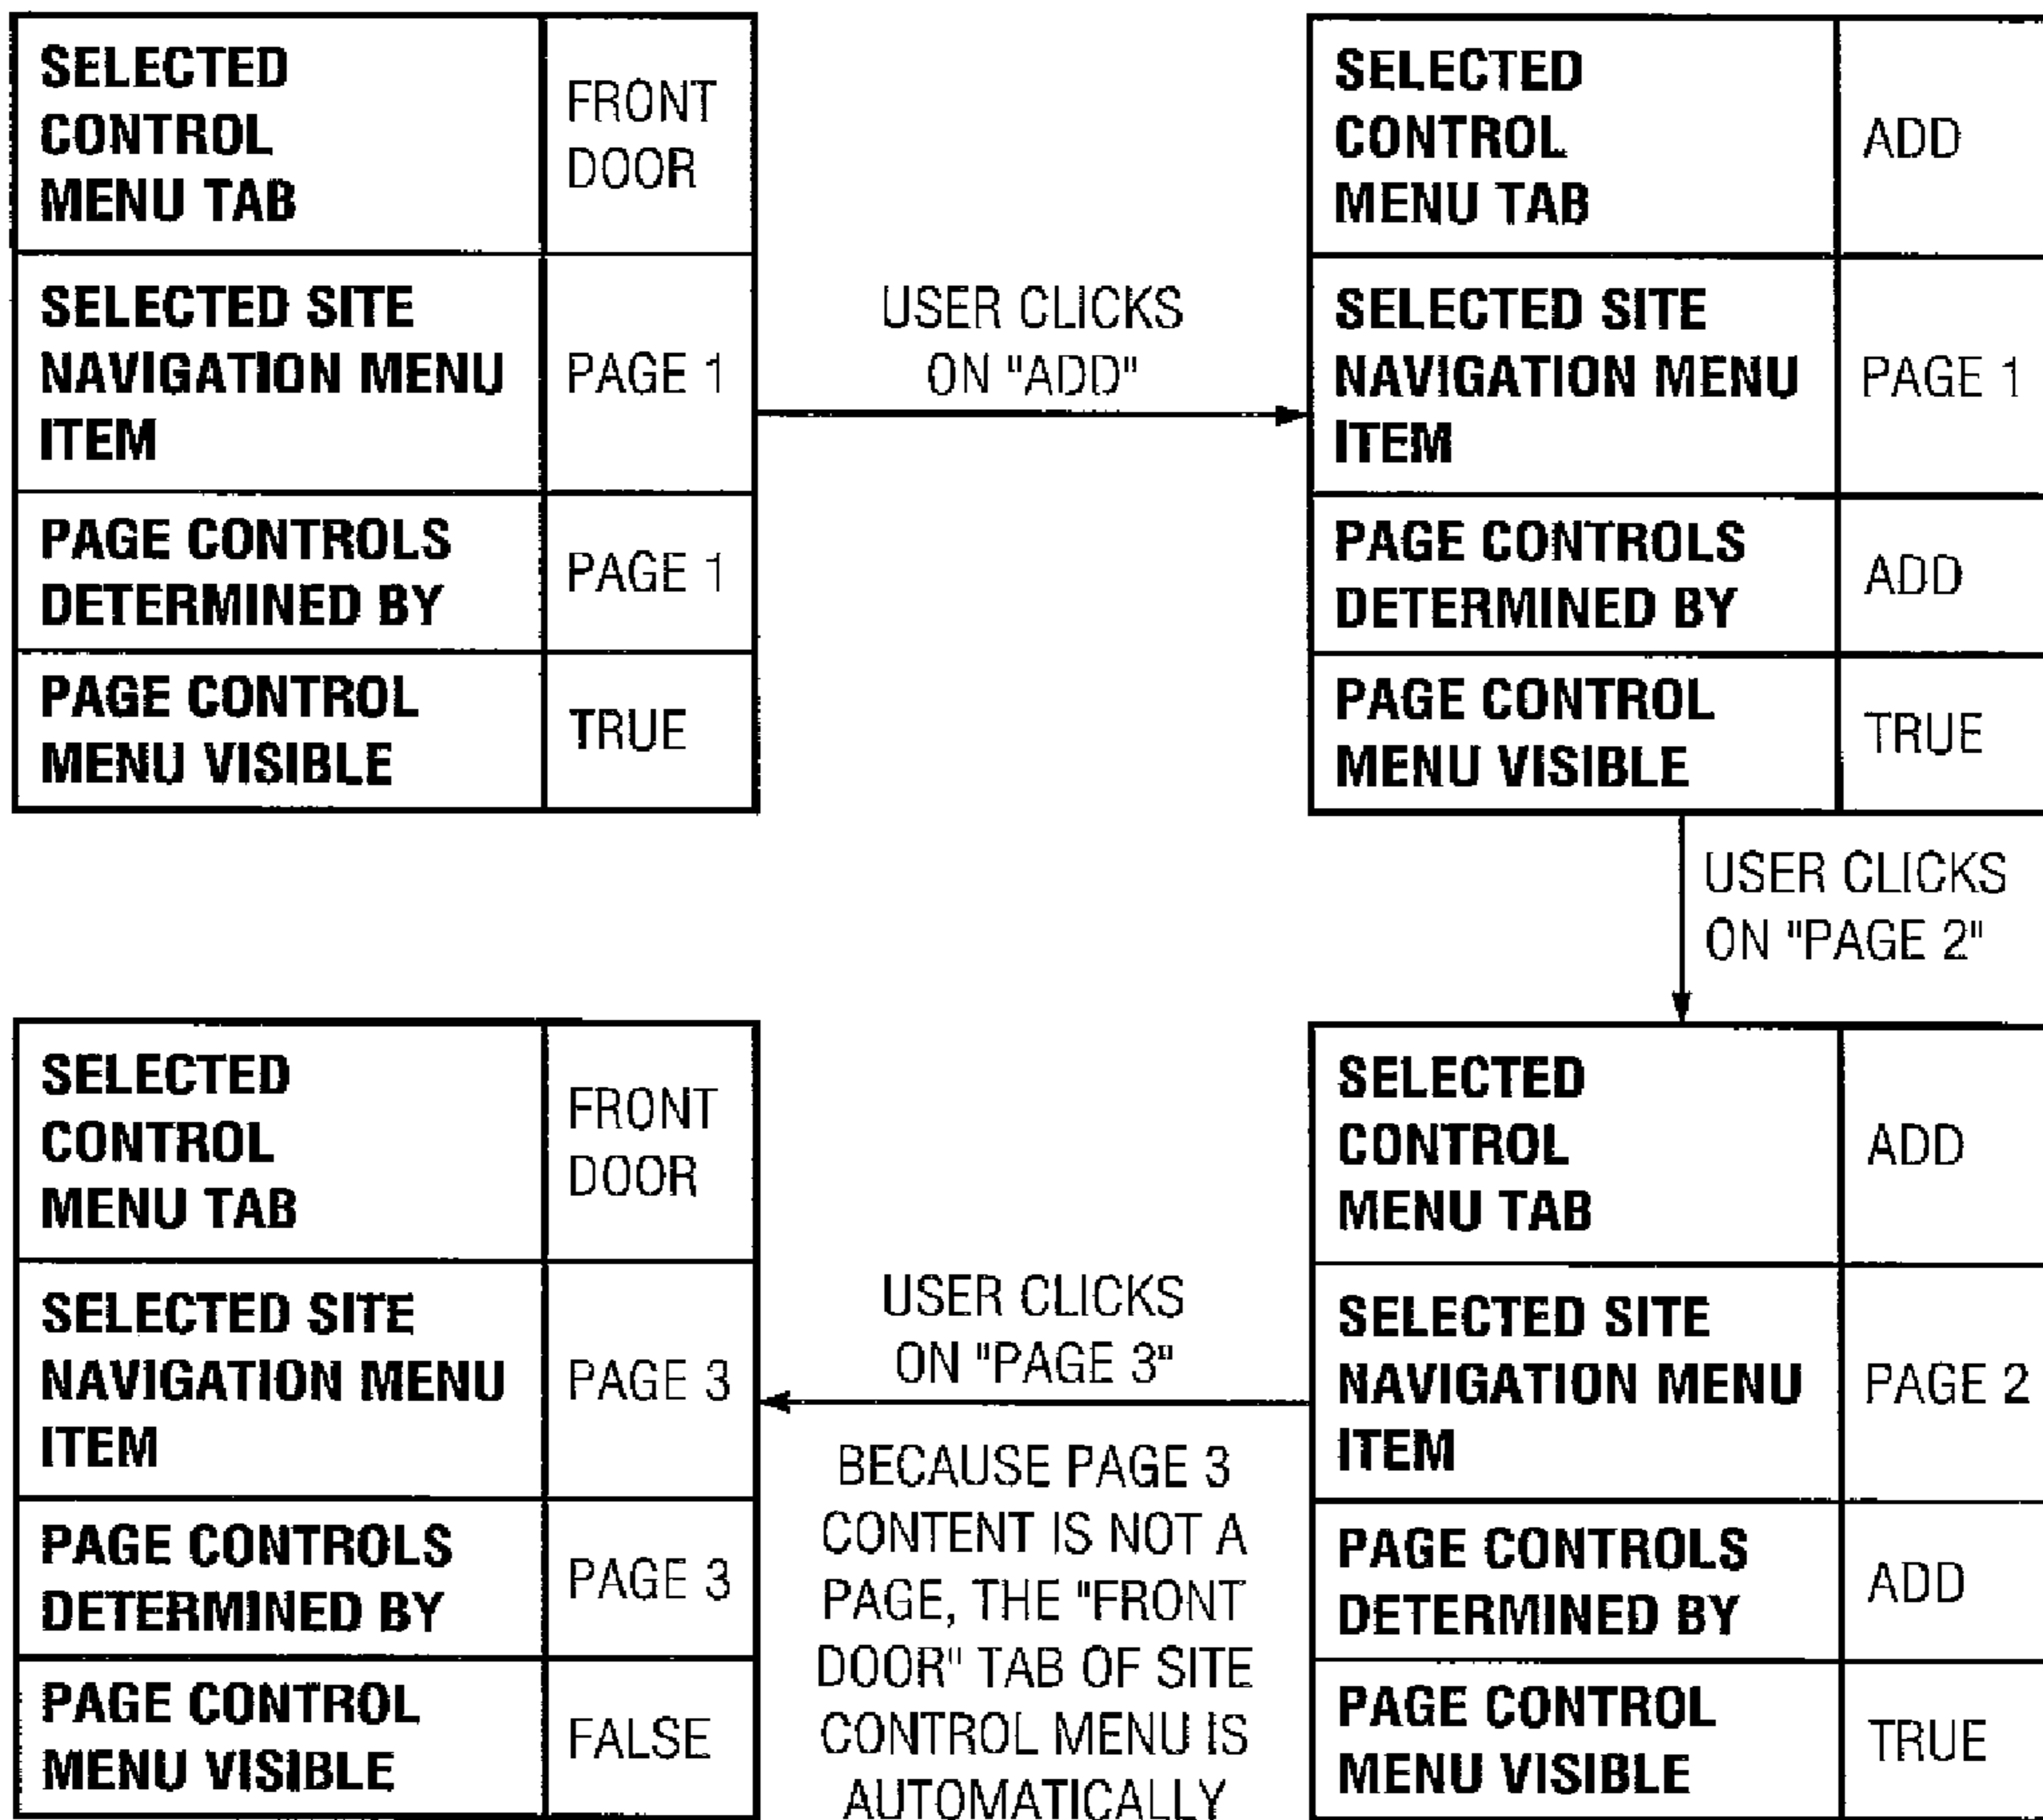 SELECTED
CONTROL
MENU TAB
FRONT
DOOR
SELECTED SITE
NAVIGATION MENU
ITEM
PAGE 1
PAGE CONTROLS
DETERMINED BY
PAGE 1
PAGE CONTROL
MENU VISIBLE
TRUE
USER CLICKS
ON "ADD"
SELECTED
CONTROL
MENU TAB
ADD
SELECTED SITE
NAVIGATION MENU
ITEM
PAGE 1
PAGE CONTROLS
DETERMINED BY
ADD
PAGE CONTROL
MENU VISIBLE
TRUE
USER CLICKS
ON "PAGE 2"
SELECTED
CONTROL
MENU TAB
ADD
SELECTED SITE
NAVIGATION MENU
ITEM
PAGE 2
PAGE CONTROLS
DETERMINED BY
ADD
PAGE CONTROL
MENU VISIBLE
TRUE
USER CLICKS
ON "PAGE 3"
BECAUSE PAGE 3
CONTENT IS NOT A
PAGE, THE "FRONT
DOOR" TAB OF SITE
CONTROL MENU IS
AUTOMATICALLY
SELECTED
CONTROL
MENU TAB
FRONT
DOOR
SELECTED SITE
NAVIGATION MENU
ITEM
PAGE 3
PAGE CONTROLS
DETERMINED BY
PAGE 3
PAGE CONTROL
MENU VISIBLE
FALSE